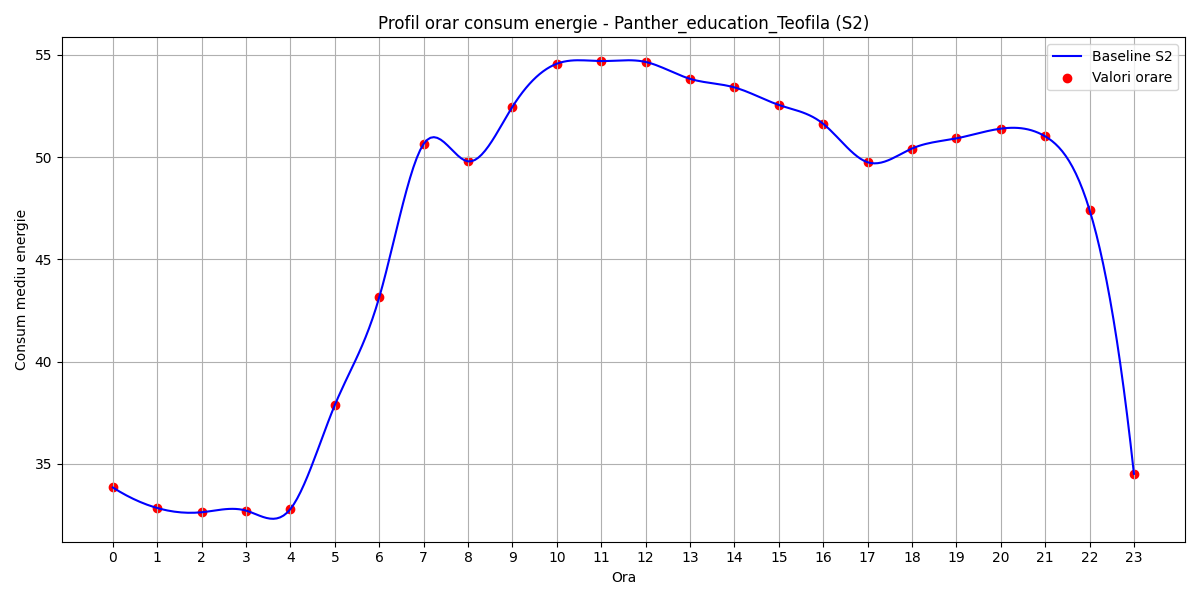 Profil orar consum energie - Panther_education_Teofila (S2)
Baseline S2
Valori orare
Consum mediu energie
55
50
45
40
35
0 1 2 3 4 5 6 7 8 9 10 11 12 13 14 15 16 17 18 19 20 21 22 23
Ora